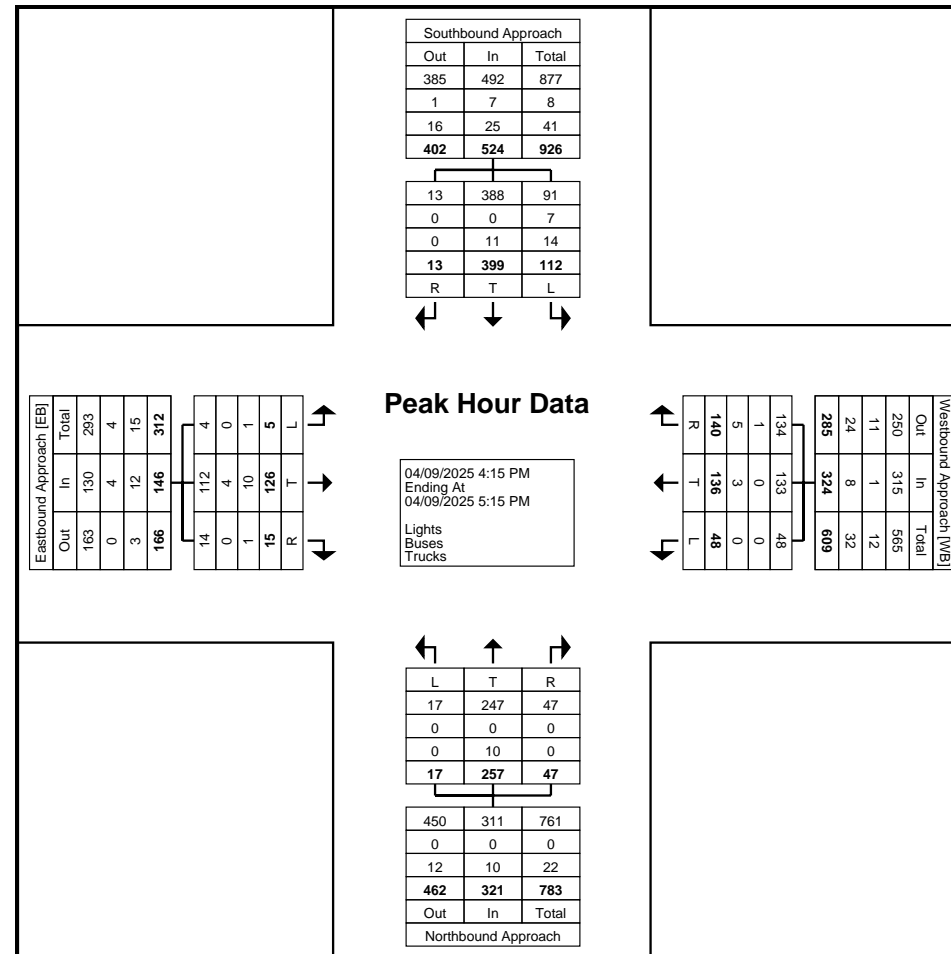 Southbound Approach
Out In Total
385 492 877
1 7 8
16 25 41
402 524 926
13 388 91
0 0 7
0 11 14
13 399 112
R T L
Peak Hour Data
04/09/2025 4:15 PM
Ending At
04/09/2025 5:15 PM
Lights
Buses
Trucks
Eastbound Approach [EB]
Out In Total
163 130 293
0 4 4
3 12 15
166 146 312
14 112 4
0 4 0
1 10 1
15 126 5
R T L
Westbound Approach [WB]
Out In Total
250 315 565
11 1 12
24 8 32
285 324 609
134 133 48
1 0 0
5 3 0
140 136 48
R T L
L T R
17 247 47
0 0 0
0 10 0
17 257 47
450 311 761
0 0 0
12 10 22
462 321 783
Out In Total
Northbound Approach